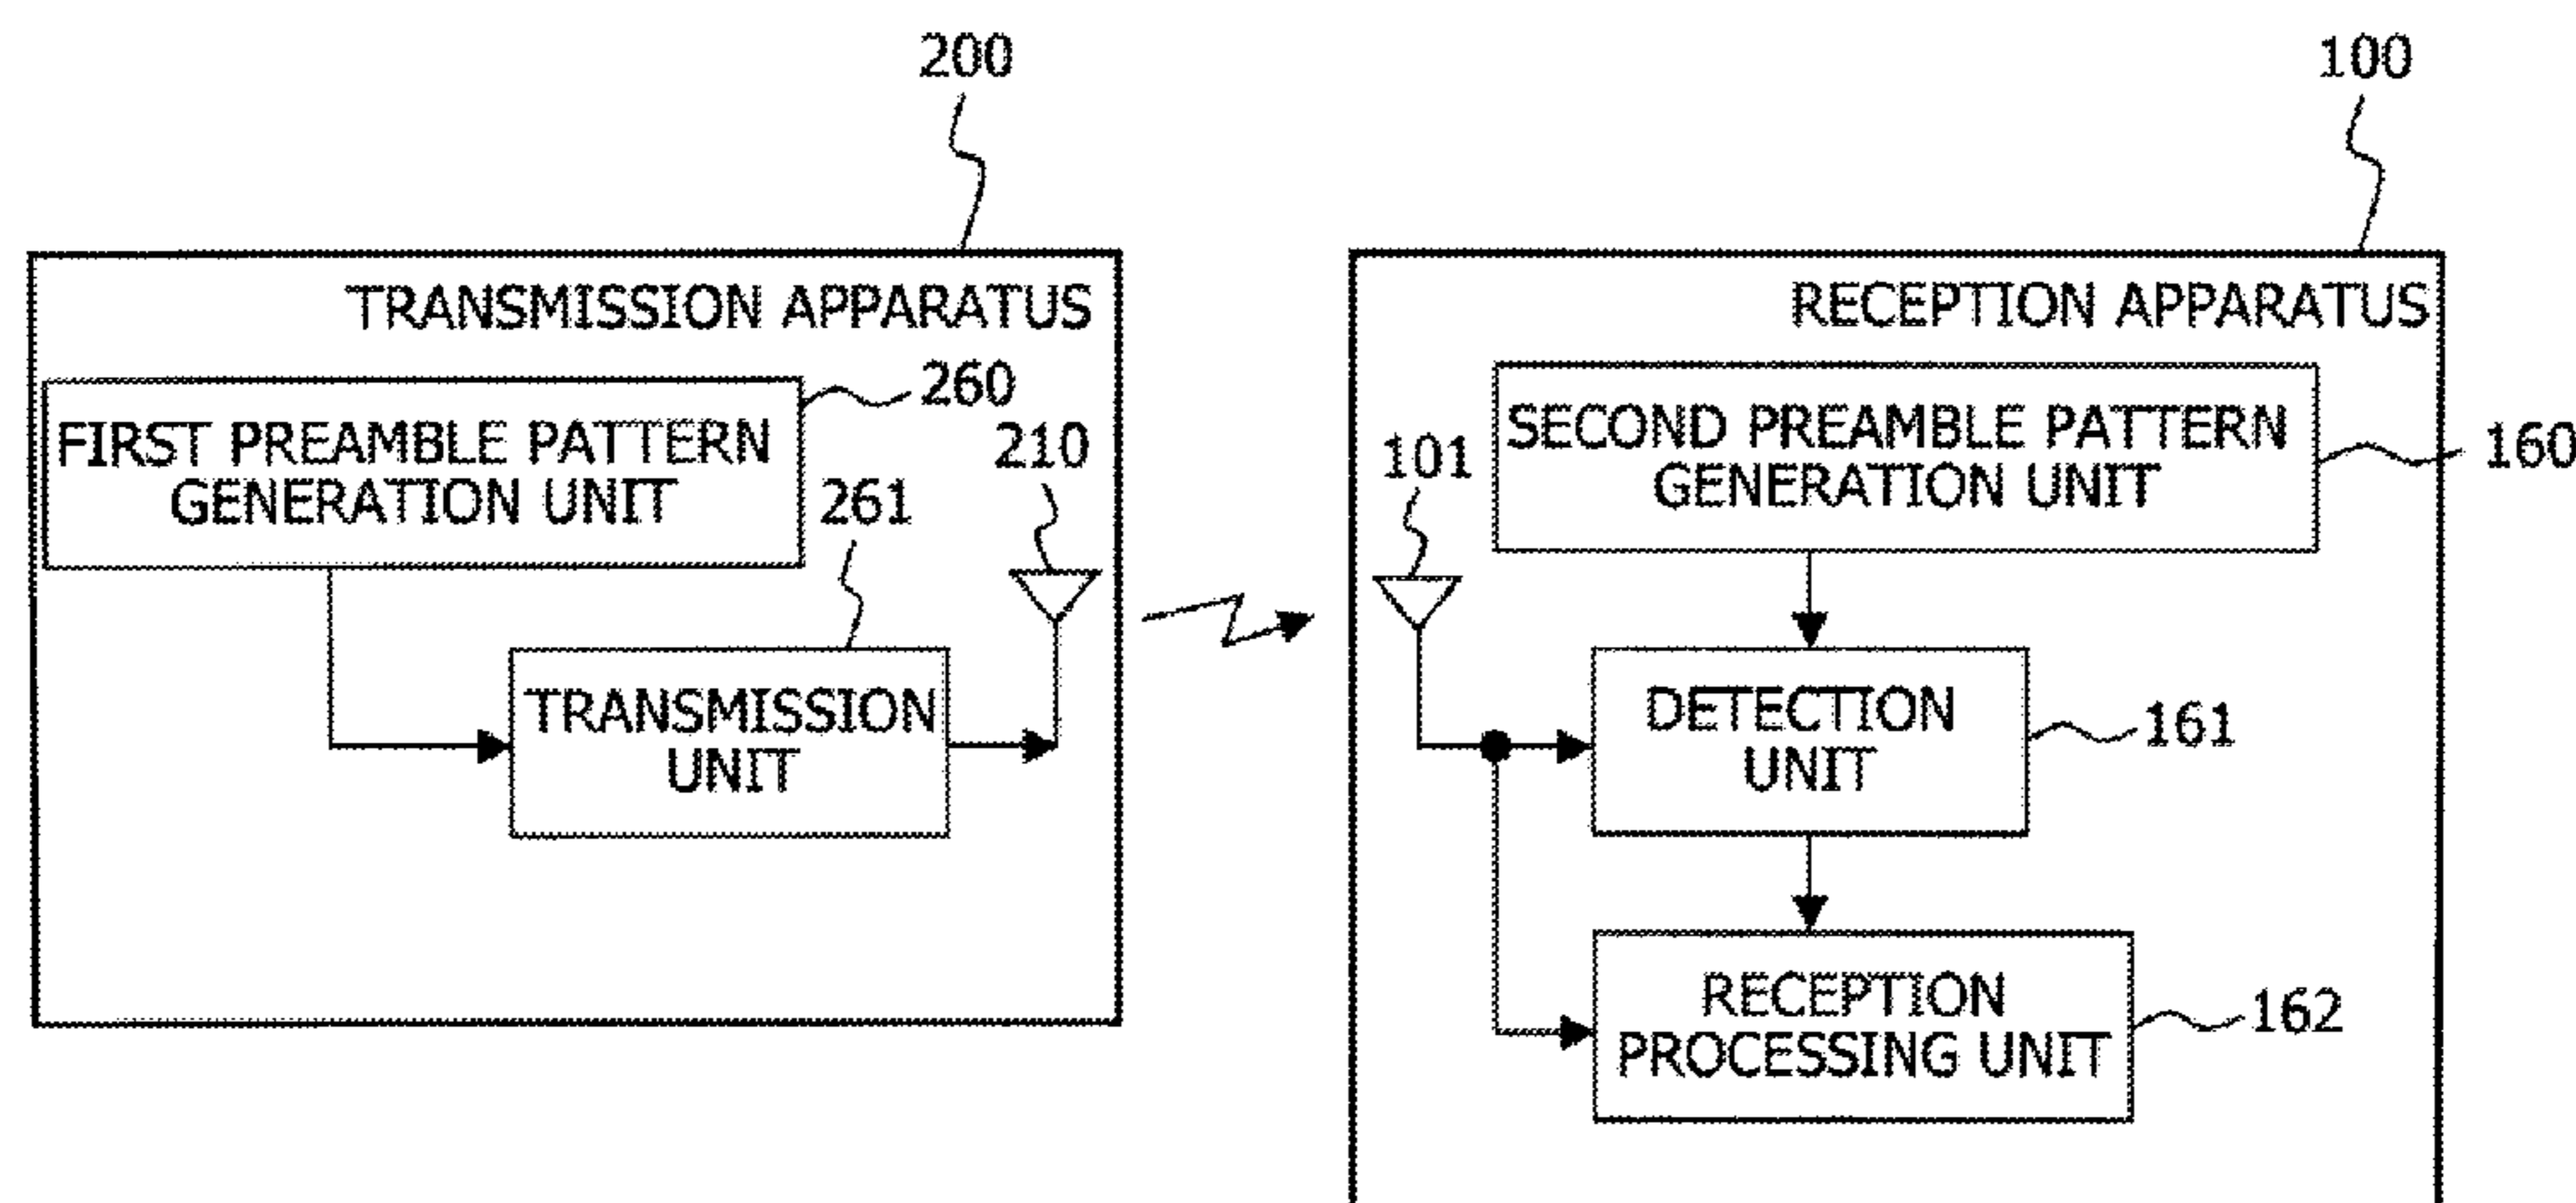 200
100
TRANSMISSION APPARATUS
RECEPTION APPARATUS
260
FIRST PREAMBLE PATTERN
GENERATION UNIT
210
261
TRANSMISSION
UNIT
SECOND PREAMBLE PATTERN
GENERATION UNIT
160
101
DETECTION
UNIT
161
RECEPTION
PROCESSING UNIT
162